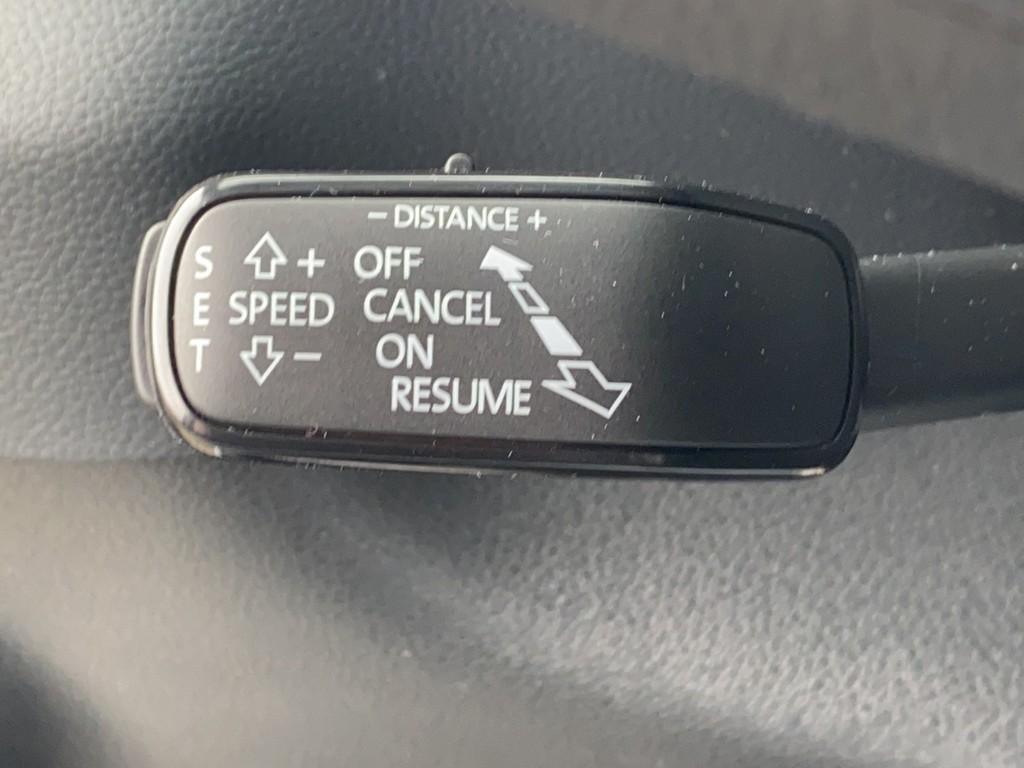 - DISTANCE +
S + OFF
E SPEED CANCEL
T - ON
RESUME